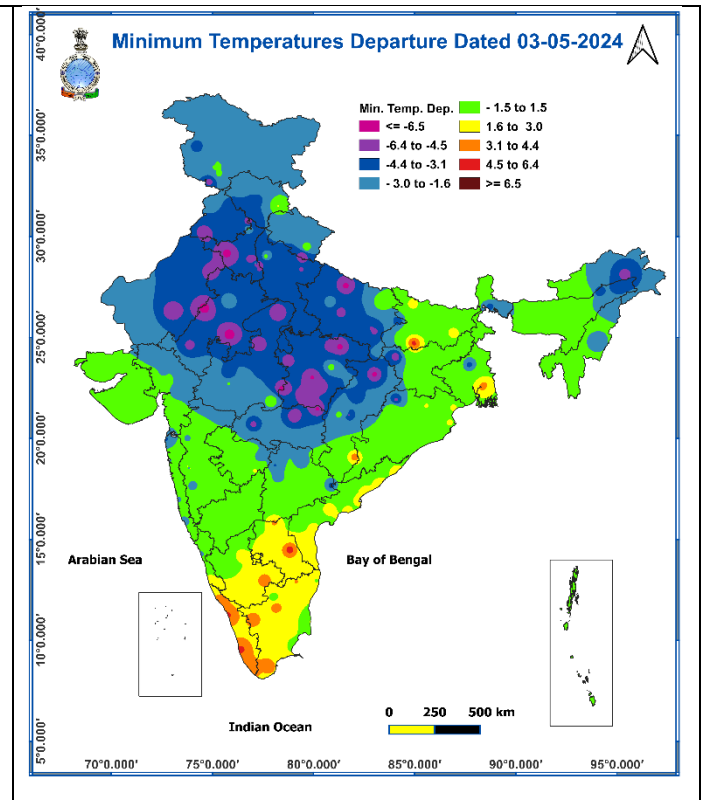 Minimum Temperatures Departure Dated 03-05-2024
Min. Temp. Dep.
<= -6.5
-6.4 to -4.5
-4.4 to -3.1
- 3.0 to -1.6
- 1.5 to 1.5
1.6 to 3.0
3.1 to 4.4
4.5 to 6.4
>= 6.5
40°0.000'
35°0.000'
30°0.000'
25°0.000'
20°0.000'
15°0.000'
10°0.000'
5°0.000'
Arabian Sea
Bay of Bengal
Indian Ocean
0 250 500 km
70°0.000' 75°0.000' 80°0.000' 85°0.000' 90°0.000' 95°0.000'